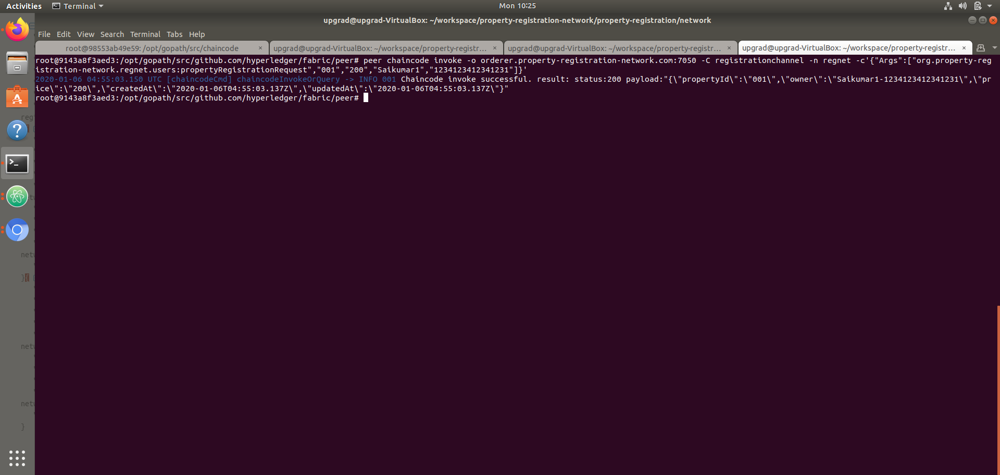 Activities Terminal Mon 10:25
upgrad@upgrad-VirtualBox: ~/workspace/property-registration-network/property-registration/network
File Edit View Search Terminal Tabs Help
root@98553ab49e59: /opt/gopath/src/chaincode × upgrad@upgrad-VirtualBox: ~/workspace/property-registr... × upgrad@upgrad-VirtualBox: ~/workspace/property-registr... × upgrad@upgrad-VirtualBox: ~/workspace/property-registr... ×
root@9143a8f3aed3:/opt/gopath/src/github.com/hyperledger/fabric/peer# peer chaincode invoke -o orderer.property-registration-network.com:7050 -C registrationchannel -n regnet -c'{"Args":["org.property-reg
istration-network.regnet.users:propertyRegistrationRequest","001","200","Saikumar1","1234123412341231"]}'
2020-01-06 04:55:03.150 UTC [chaincodeCmd] chaincodeInvokeOrQuery -> INFO 001 Chaincode invoke successful. result: status:200 payload:"{\"propertyId\":\"001\",\"owner\":\"Saikumar1-1234123412341231\",\"pr
ice\":\"200\",\"createdAt\":\"2020-01-06T04:55:03.137Z\",\"updatedAt\":\"2020-01-06T04:55:03.137Z\"}"
root@9143a8f3aed3:/opt/gopath/src/github.com/hyperledger/fabric/peer#